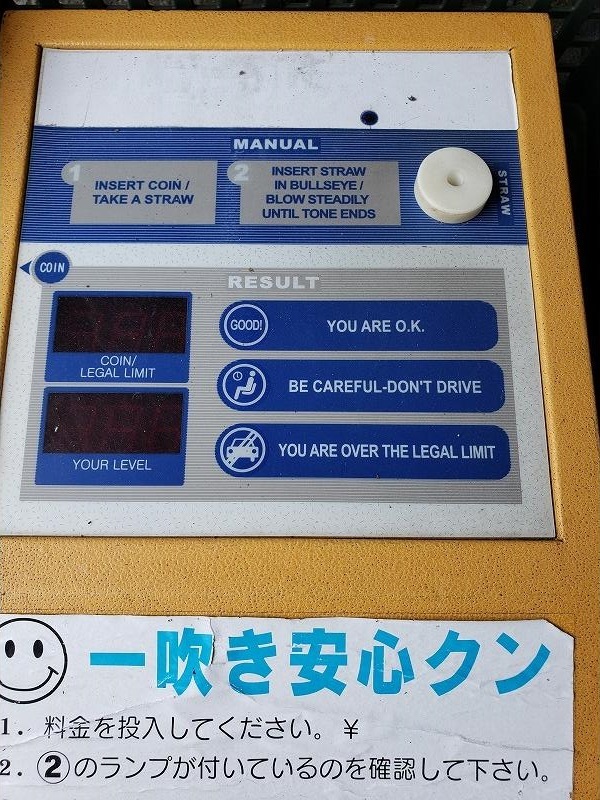 MANUAL
1
INSERT COIN /
TAKE A STRAW
2
INSERT STRAW
IN BULLSEYE /
BLOW STEADILY
UNTIL TONE ENDS
STRAW
COIN
RESULT
COIN/
LEGAL LIMIT
YOUR LEVEL
GOOD!
YOU ARE O.K.
BE CAREFUL-DON'T DRIVE
YOU ARE OVER THE LEGAL LIMIT
一吹き安心クン
1. 料金を投入してください。¥
2. ②のランプが付いているのを確認して下さい。